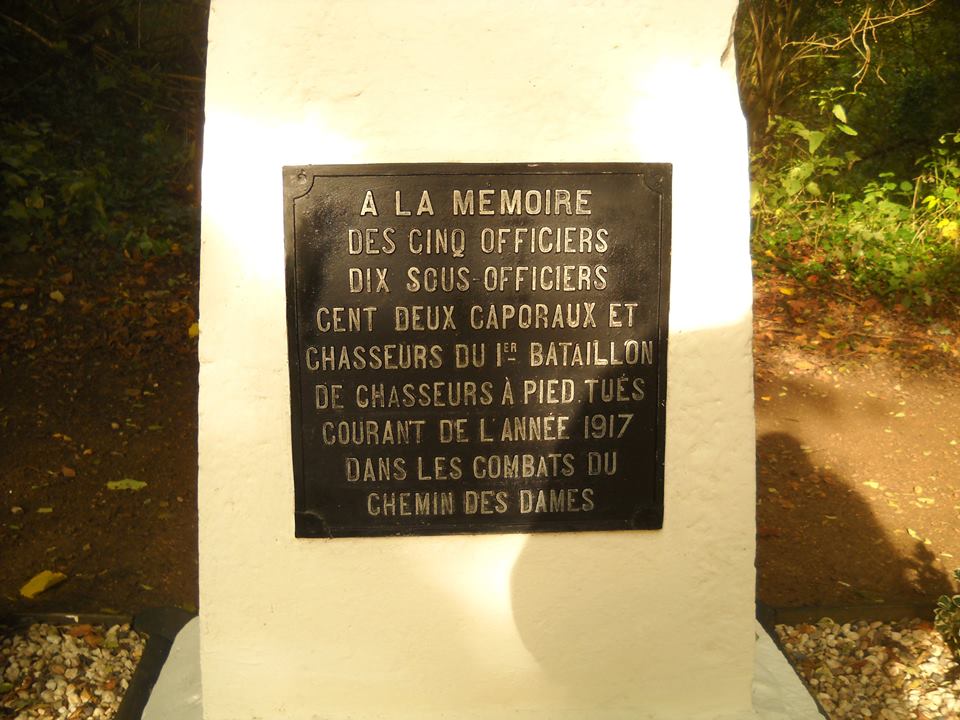 A LA MÉMOIRE
DES CINQ OFFICIERS
DIX SOUS-OFFICIERS
CENT DEUX CAPORAUX ET
CHASSEURS DU 1ER BATAILLON
DE CHASSEURS À PIED.TUÉS
COURANT DE L'ANNÉE 1917
DANS LES COMBATS DU
CHEMIN DES DAMES